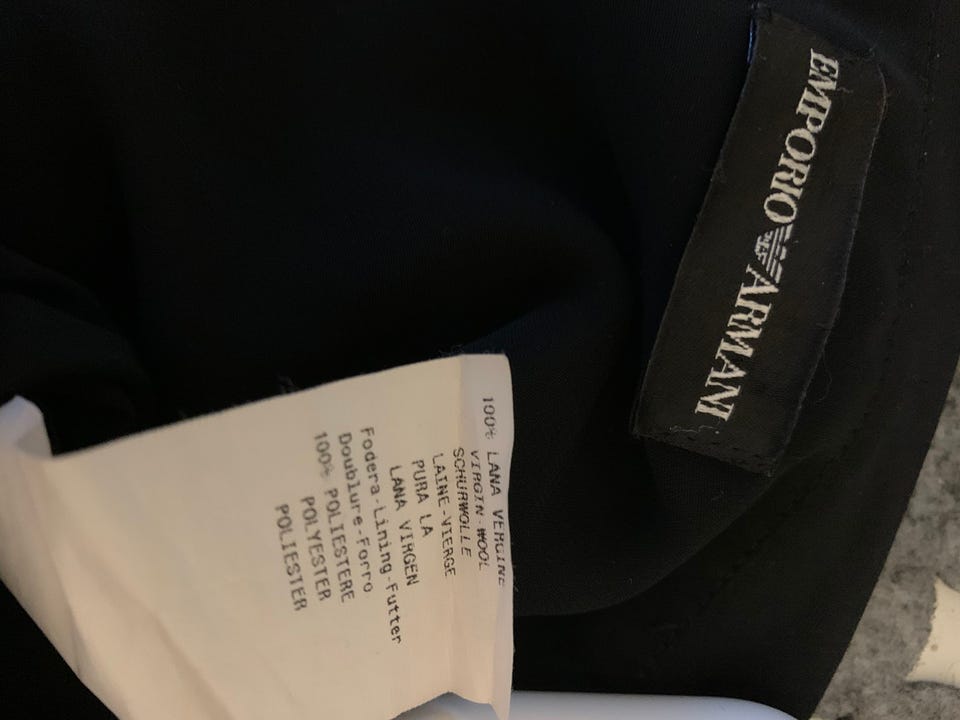 EMPORIO ARMANI
100% LANA VERGINE
VIRGIN-WOOL
SCHURWOLLE
LAINE-VIERGE
PURA LA
LANA VIRGEN
Fodera-Lining-Futter
Doublure-Forro
100% POLIESTERE
POLYESTER
POLIESTER